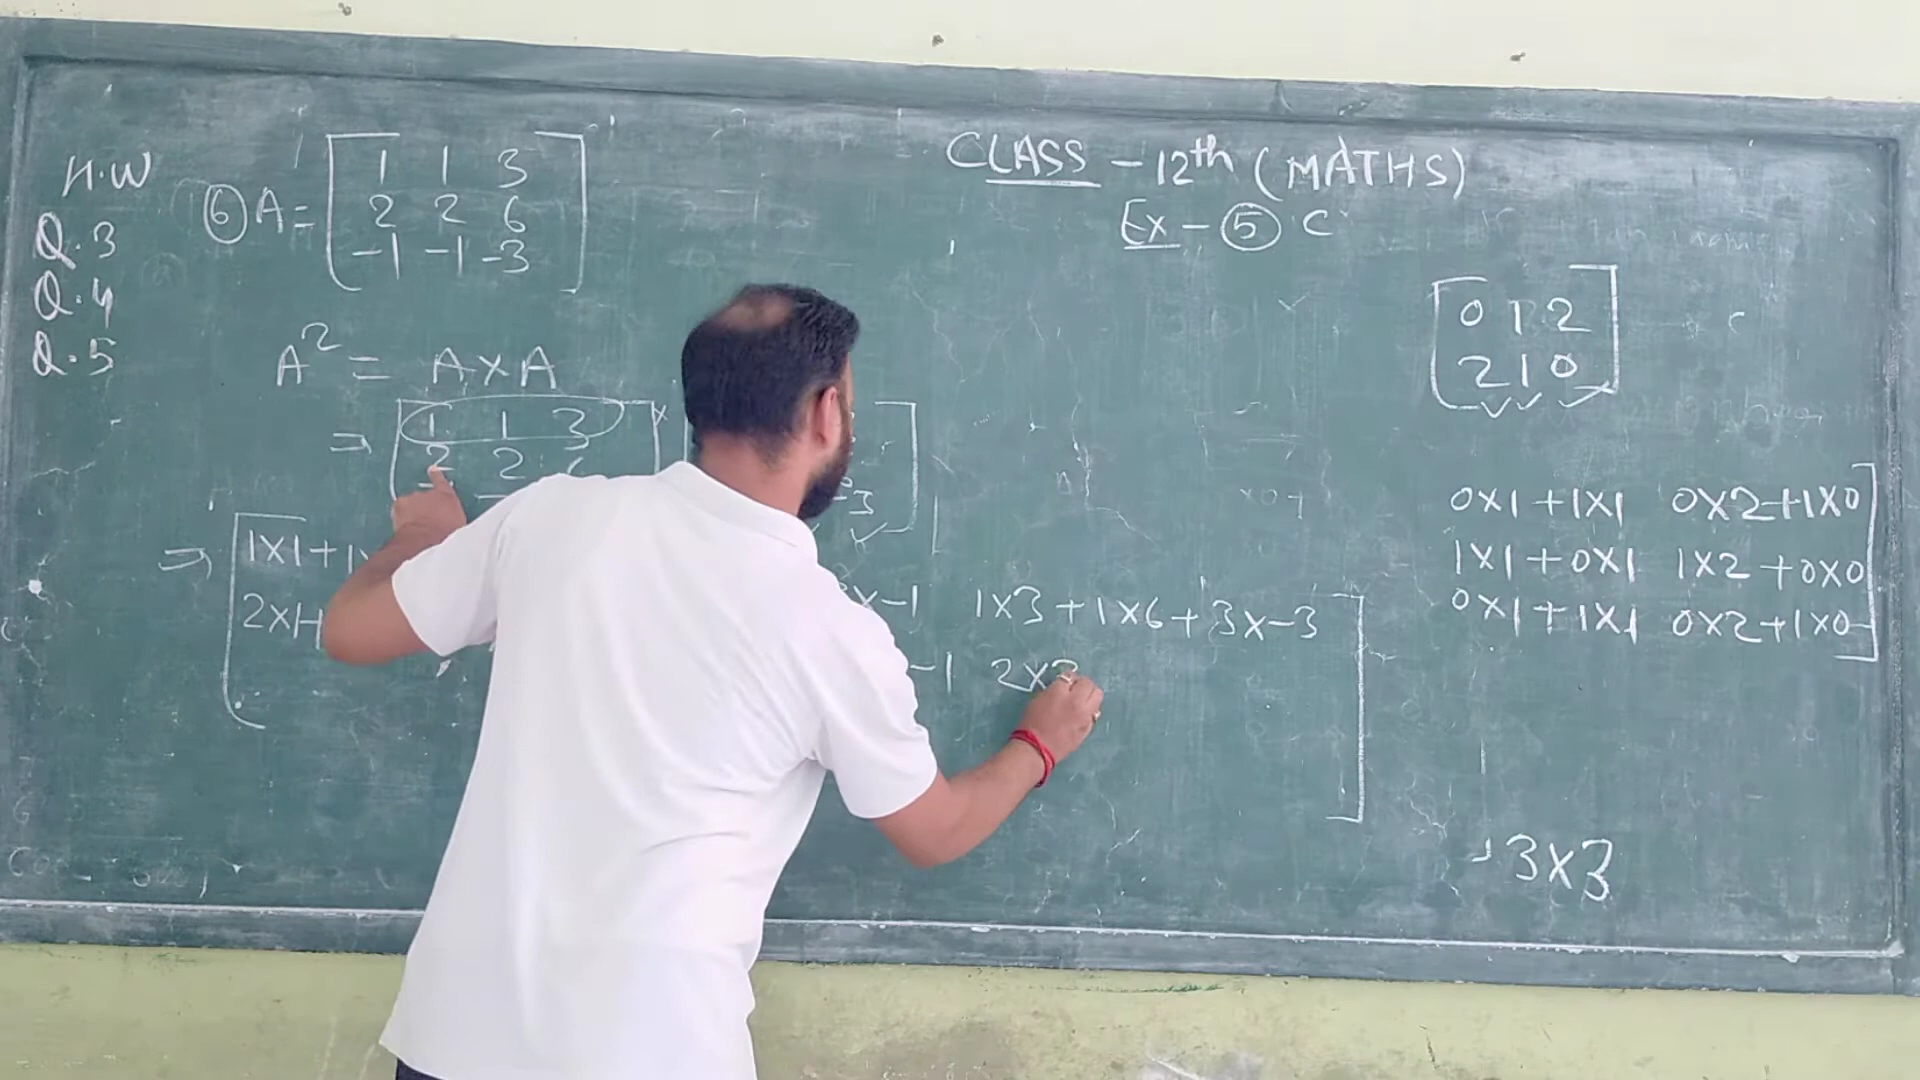 H.W
Q.3
Q.4
Q.5
⑥ A =
1 1 3
2 2 6
-1 -1 -3
A² = A×A
⇒ 1 1 3 ×
2 2
3
⇒ 1×1+1×
×-1 1×3+1×6+3×-3
2×1+
-1 2×3
CLASS - 12th (MATHS)
Ex - ⑤ C
0 1 2
2 1 0
0×1+1×1 0×2+1×0
1×1+0×1 1×2+0×0
0×1+1×1 0×2+1×0
3×3